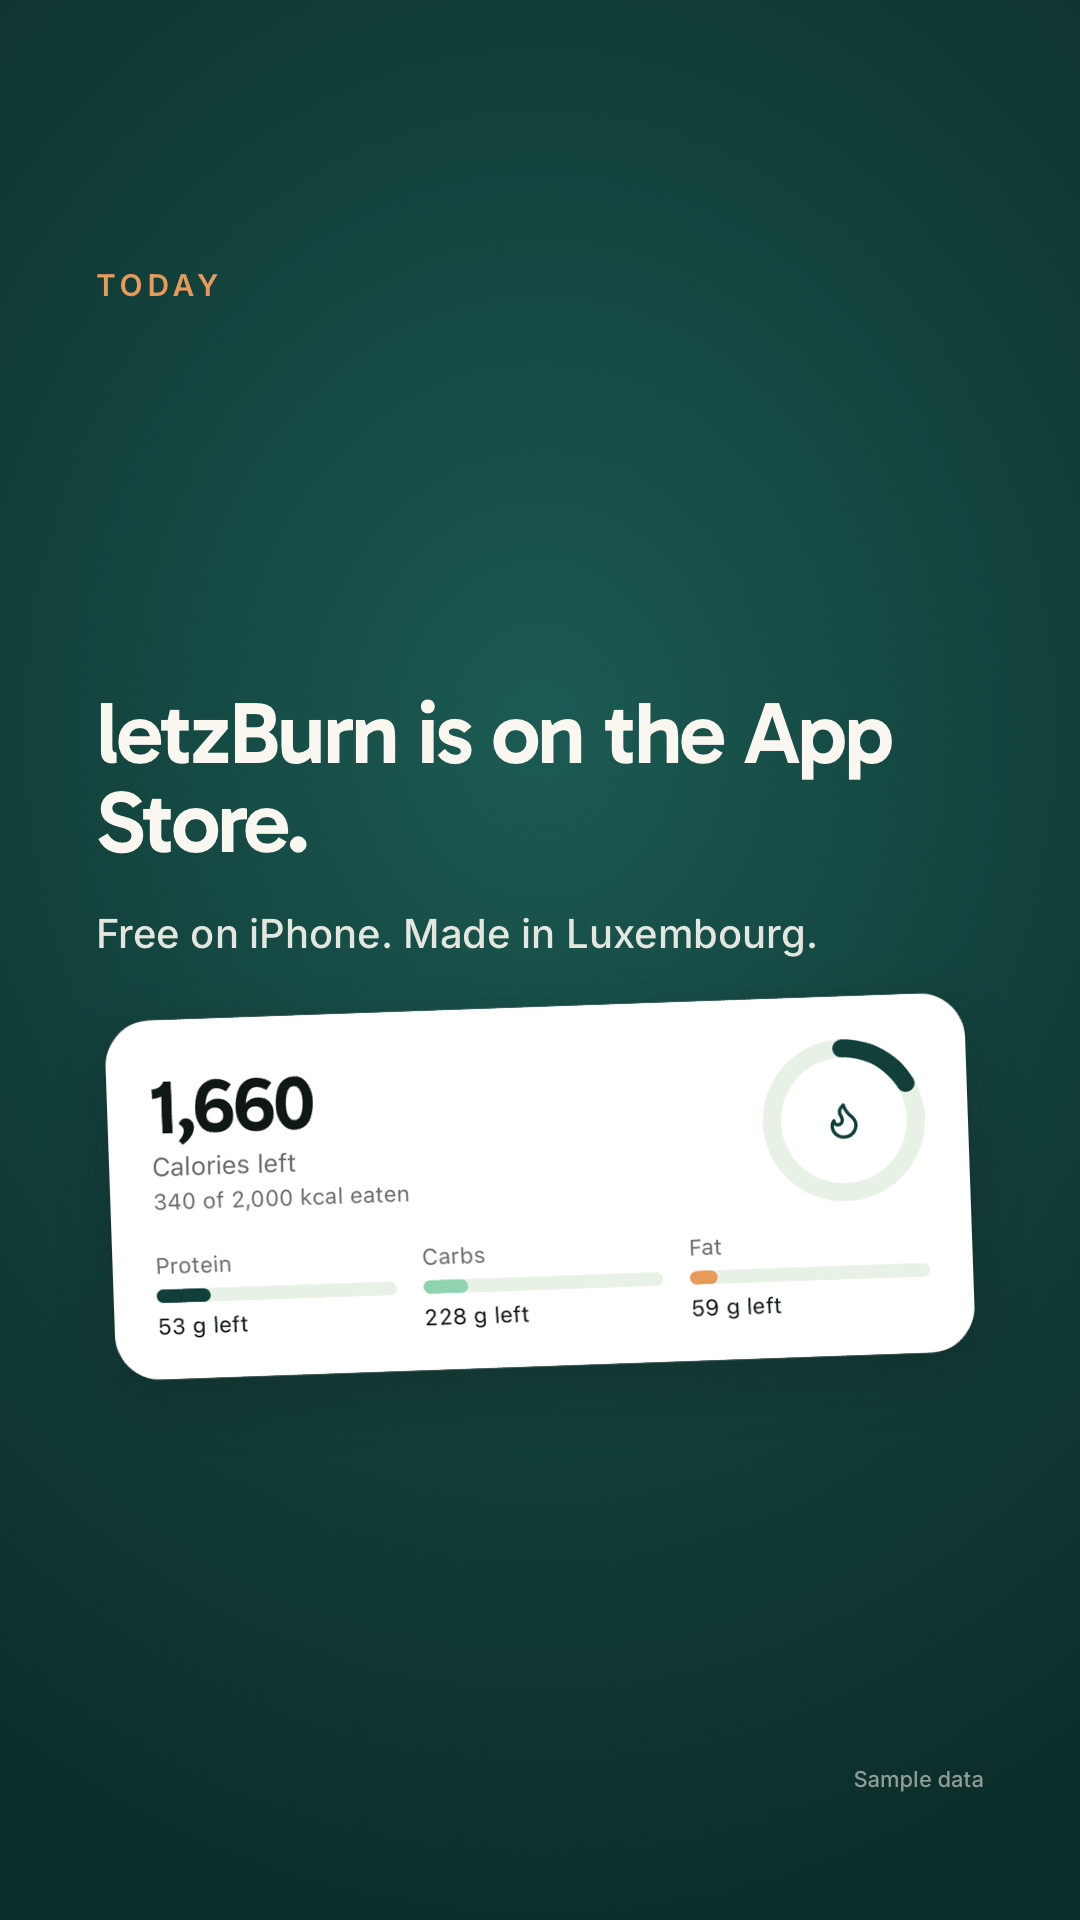 TODAY
letzBurn is on the App
Store.
Free on iPhone. Made in Luxembourg.
1,660
Calories left
340 of 2,000 kcal eaten
Protein
53 g left
Carbs
228 g left
Fat
59 g left
Sample data